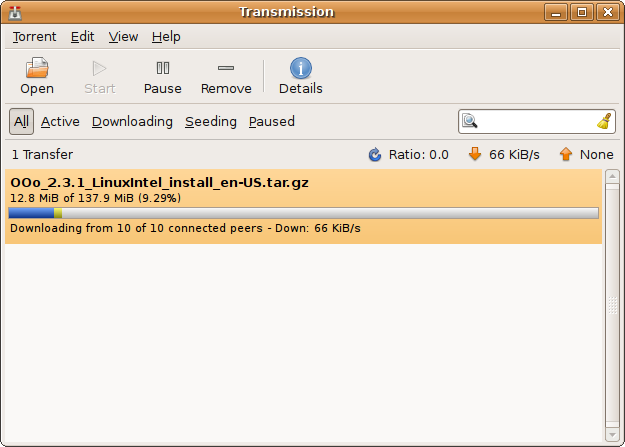 Transmission
Torrent Edit View Help
Open Start Pause Remove Details
All Active Downloading Seeding Paused
1 Transfer Ratio: 0.0 66 KiB/s None
OOo_2.3.1_LinuxIntel_install_en-US.tar.gz
12.8 MiB of 137.9 MiB (9.29%)
Downloading from 10 of 10 connected peers - Down: 66 KiB/s